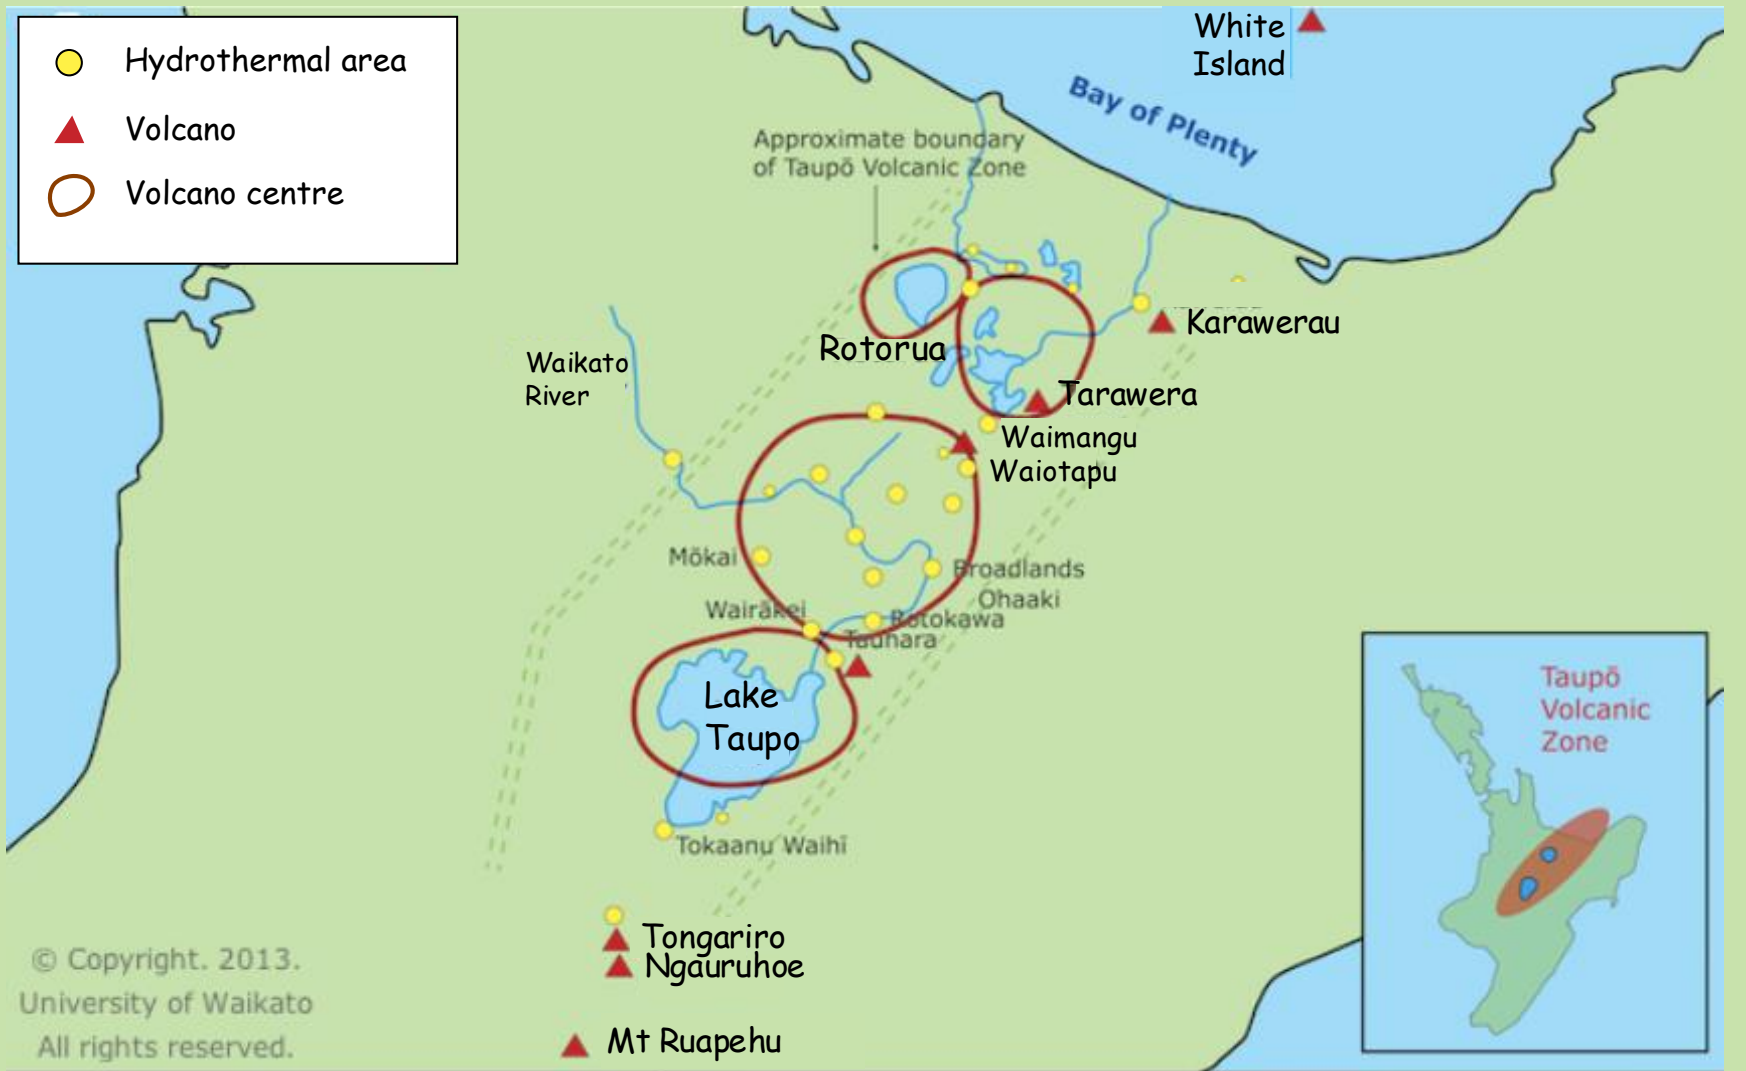 Hydrothermal area
Volcano
Volcano centre
White
Island
Bay of Plenty
Approximate boundary
of Taupō Volcanic Zone
Karawerau
Rotorua
Waikato
River
Tarawera
Waimangu
Waiotapu
Mōkai
Broadlands
Ohaaki
Wairākei
Rotokawa
Tauhara
Lake
Taupo
Tokaanu Waihī
Taupō
Volcanic
Zone
Tongariro
Ngauruhoe
Mt Ruapehu
© Copyright. 2013.
University of Waikato
All rights reserved.